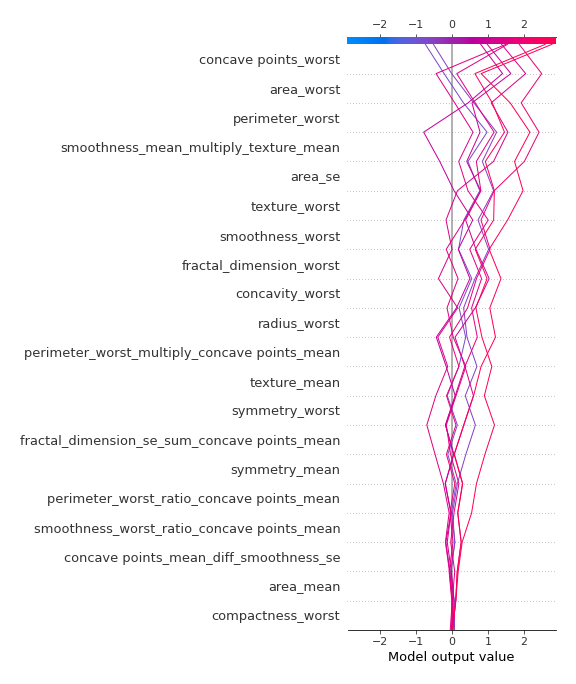 −2 −1 0 1 2
concave points_worst
area_worst
perimeter_worst
smoothness_mean_multiply_texture_mean
area_se
texture_worst
smoothness_worst
fractal_dimension_worst
concavity_worst
radius_worst
perimeter_worst_multiply_concave points_mean
texture_mean
symmetry_worst
fractal_dimension_se_sum_concave points_mean
symmetry_mean
perimeter_worst_ratio_concave points_mean
smoothness_worst_ratio_concave points_mean
concave points_mean_diff_smoothness_se
area_mean
compactness_worst
−2 −1 0 1 2
Model output value